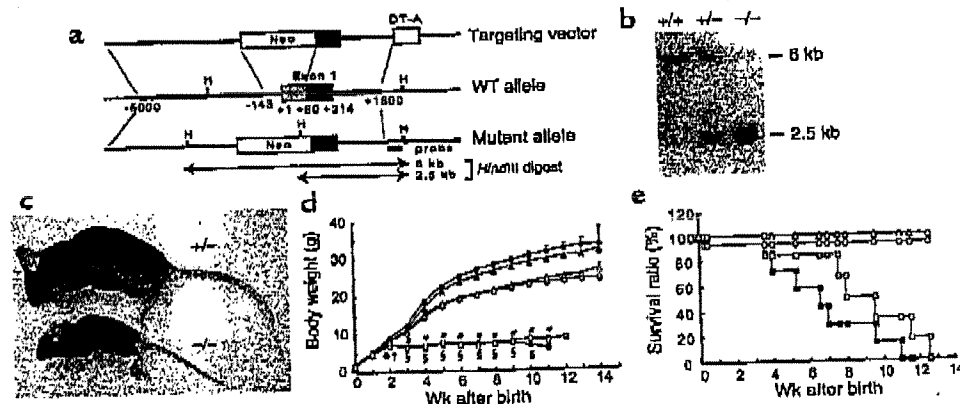 a
DT-A
Neo
Targeting vector
Exon 1
H
H
WT allele
-5000
-143
+1 +80 +214
+1800
H
H
H
Mutant allele
Neo
probe
6 kb
2.5 kb
HindIII digest
b
+/+ +/- -/-
6 kb
2.5 kb
c
+/-
-/-
d
Body weight (g)
40
30
20
10
0
0 2 4 6 8 10 12 14
Wk after birth
e
Survival ratio (%)
120
100
80
60
40
20
0
0 2 4 6 8 10 12 14
Wk after birth